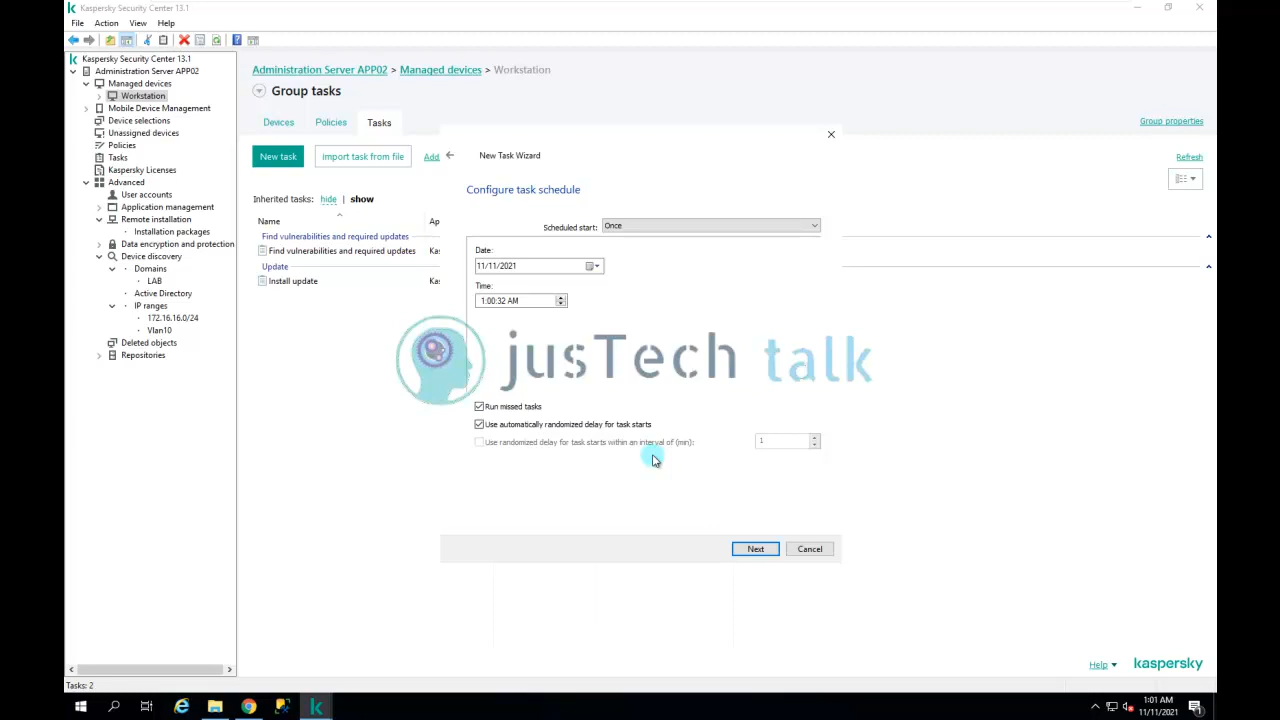 Kaspersky Security Center 13.1
File Action View Help
Kaspersky Security Center 13.1
Administration Server APP02
Managed devices
Workstation
Mobile Device Management
Device selections
Unassigned devices
Policies
Tasks
Kaspersky Licenses
Advanced
User accounts
Application management
Remote installation
Installation packages
Data encryption and protection
Device discovery
Domains
LAB
Active Directory
IP ranges
172.16.16.0/24
Vlan10
Deleted objects
Repositories
Administration Server APP02 > Managed devices > Workstation
Group tasks
Devices Policies Tasks
Group properties
New task Import task from file Add
Refresh
Inherited tasks: hide | show
Name Ap
Find vulnerabilities and required updates
Find vulnerabilities and required updates Kas
Update
Install update Kas
New Task Wizard
Configure task schedule
Scheduled start: Once
Date:
11/11/2021
Time:
1:00:32 AM
jusTech talk
Run missed tasks
Use automatically randomized delay for task starts
Use randomized delay for task starts within an interval of (min): 1
Next Cancel
Help kaspersky
Tasks: 2
1:01 AM
11/11/2021
1